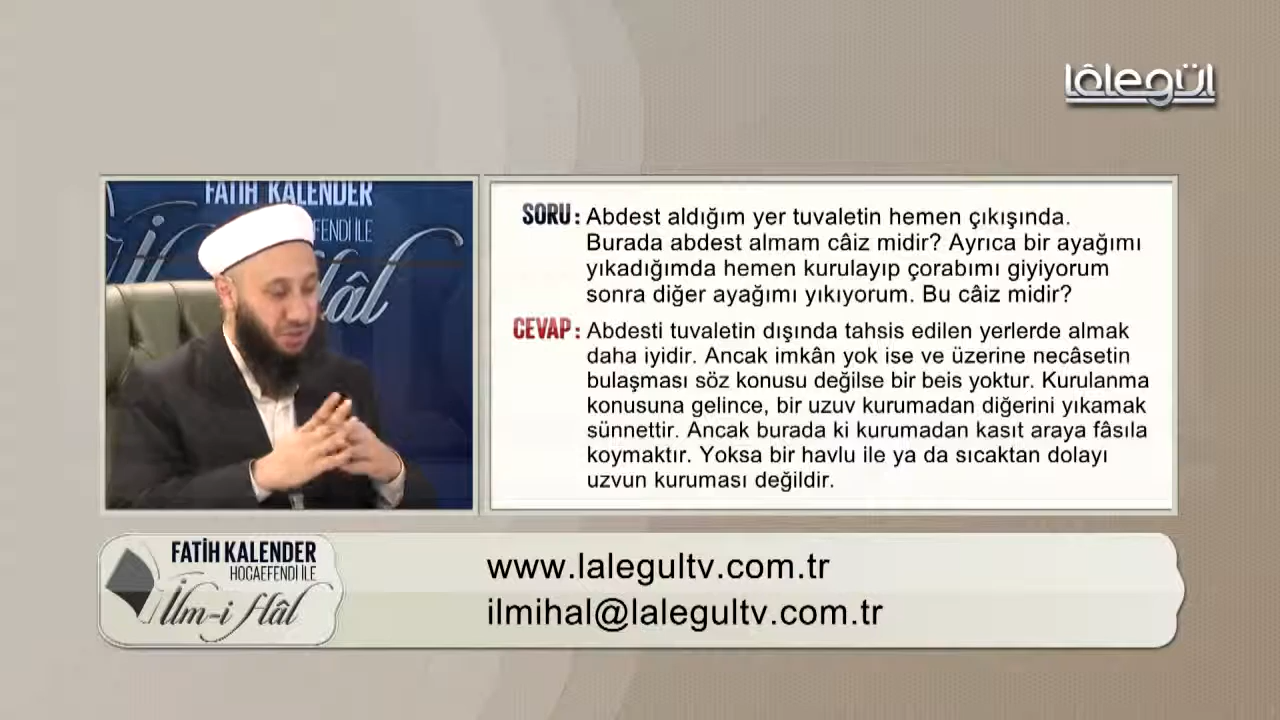 lâlegül
FATİH KALENDER
EFENDİ İLE
SORU: Abdest aldığım yer tuvaletin hemen çıkışında.
Burada abdest almam câiz midir? Ayrıca bir ayağımı
yıkadığımda hemen kurulayıp çorabımı giyiyorum
sonra diğer ayağımı yıkıyorum. Bu câiz midir?
CEVAP: Abdesti tuvaletin dışında tahsis edilen yerlerde almak
daha iyidir. Ancak imkân yok ise ve üzerine necâsetin
bulaşması söz konusu değilse bir beis yoktur. Kurulanma
konusuna gelince, bir uzuv kurumadan diğerini yıkamak
sünnettir. Ancak burada ki kurumadan kasıt araya fâsıla
koymaktır. Yoksa bir havlu ile ya da sıcaktan dolayı
uzvun kuruması değildir.
FATİH KALENDER
HOCAEFENDİ İLE
İlm-i Hâl
www.lalegultv.com.tr
ilmihal@lalegultv.com.tr